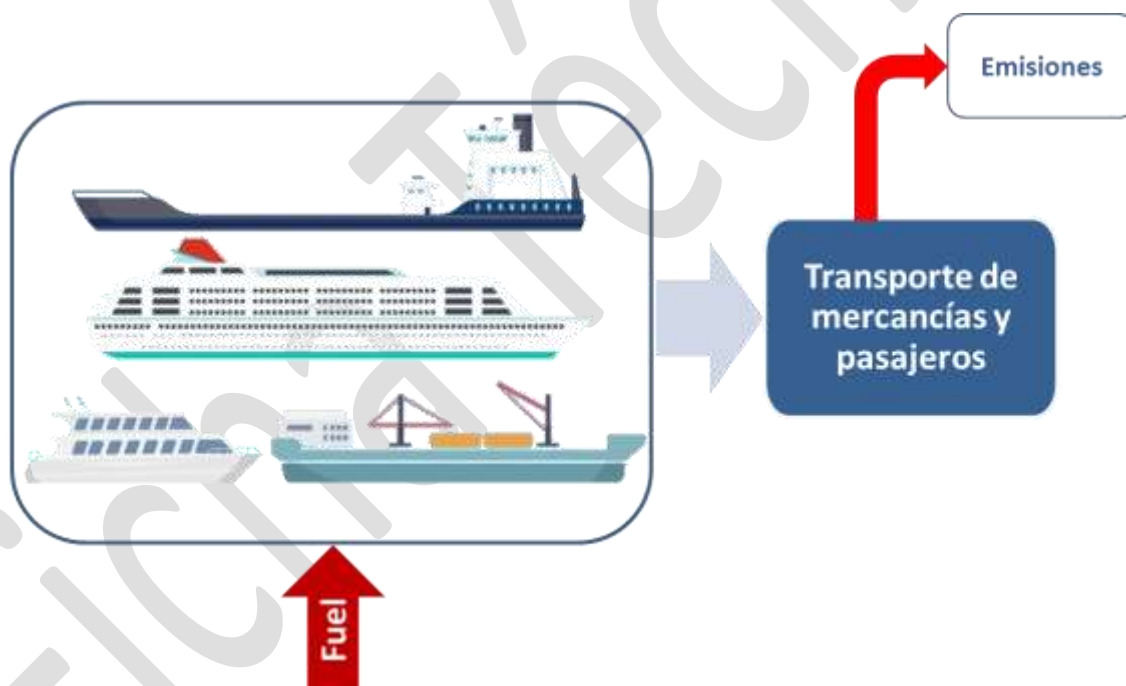 Emisiones
Transporte de
mercancías y
pasajeros
Fuel